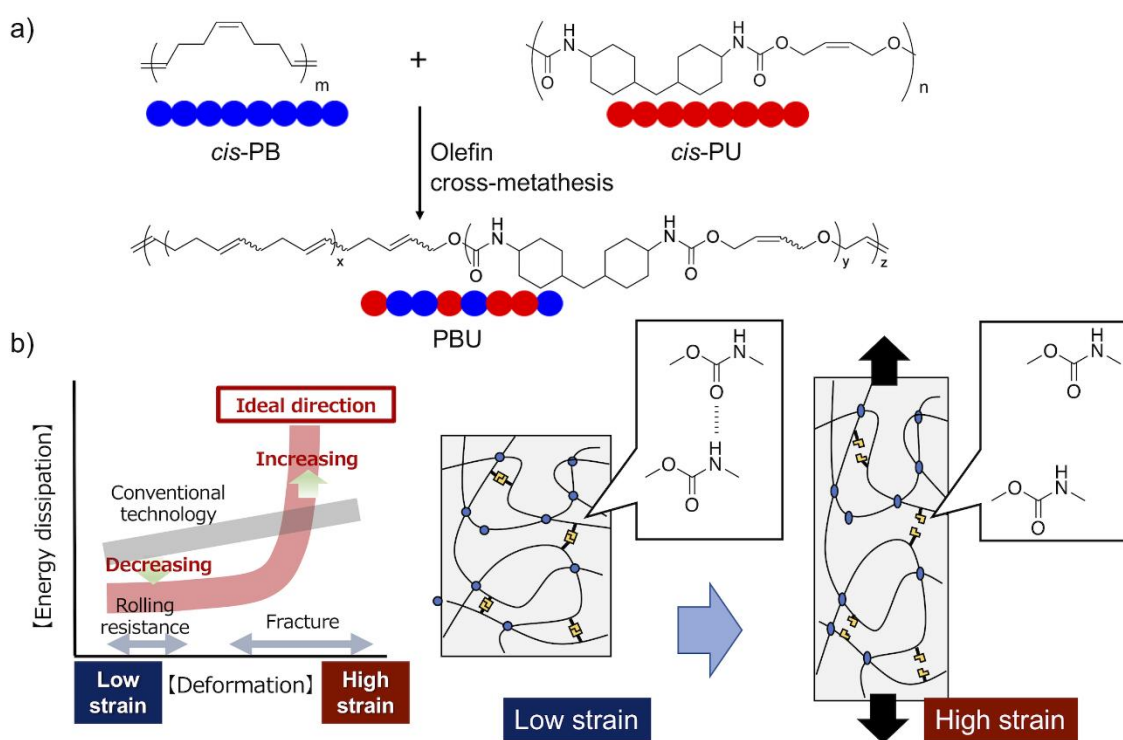 a)
m
+
H
N
O
H
N
O
O
O
n
cis-PB
cis-PU
Olefin
cross-metathesis
x
O
H
N
O
H
N
O
O
O
y
z
PBU
b)
【Energy dissipation】
Ideal direction
Increasing
Conventional
technology
Decreasing
Rolling
resistance
Fracture
Low
strain
【Deformation】
High
strain
O
H
N
O
O
H
N
O
Low strain
O
H
N
O
O
H
N
O
High strain